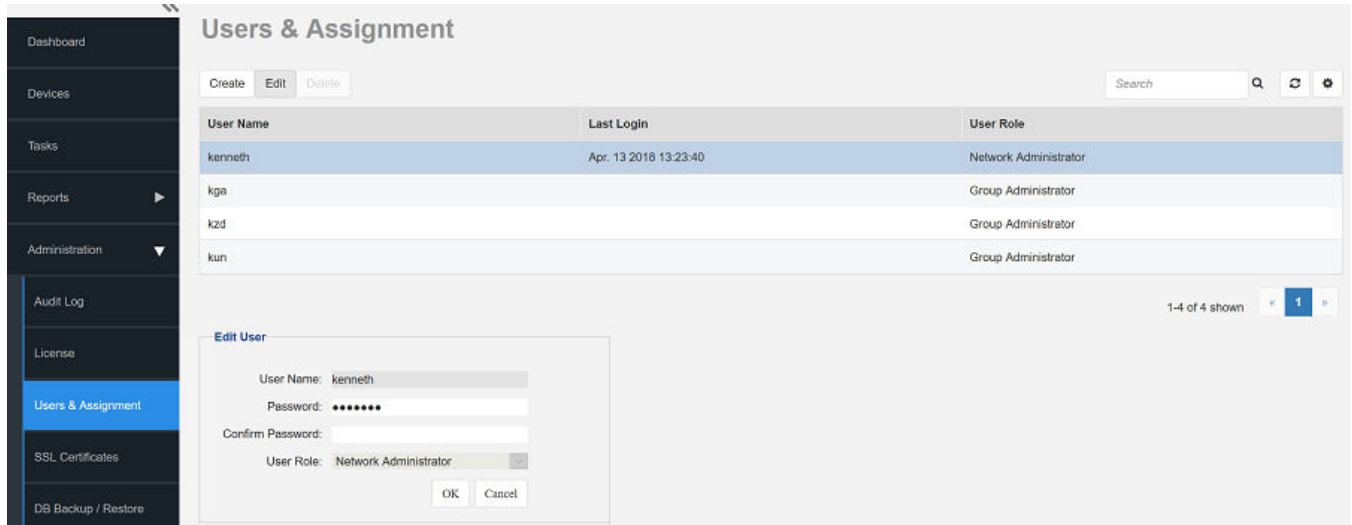 Users & Assignment
Dashboard
Devices
Tasks
Reports
Administration
Audit Log
License
Users & Assignment
SSL Certificates
DB Backup / Restore
Create Edit Delete
Search
User Name Last Login User Role
kenneth Apr. 13 2018 13:23:40 Network Administrator
kga Group Administrator
kzd Group Administrator
kun Group Administrator
1-4 of 4 shown « 1 »
Edit User
User Name: kenneth
Password: •••••••
Confirm Password:
User Role: Network Administrator
OK Cancel